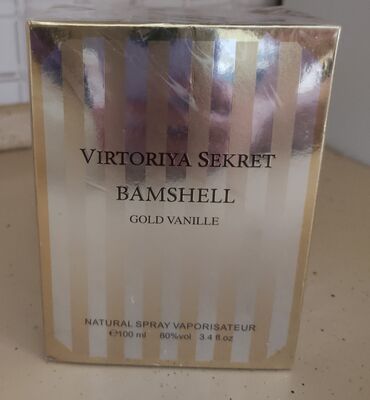 VIRTORIYA SEKRET
BAMSHELL
GOLD VANILLE
NATURAL SPRAY VAPORISATEUR
℮100 ml 80%vol 3.4 fl.oz